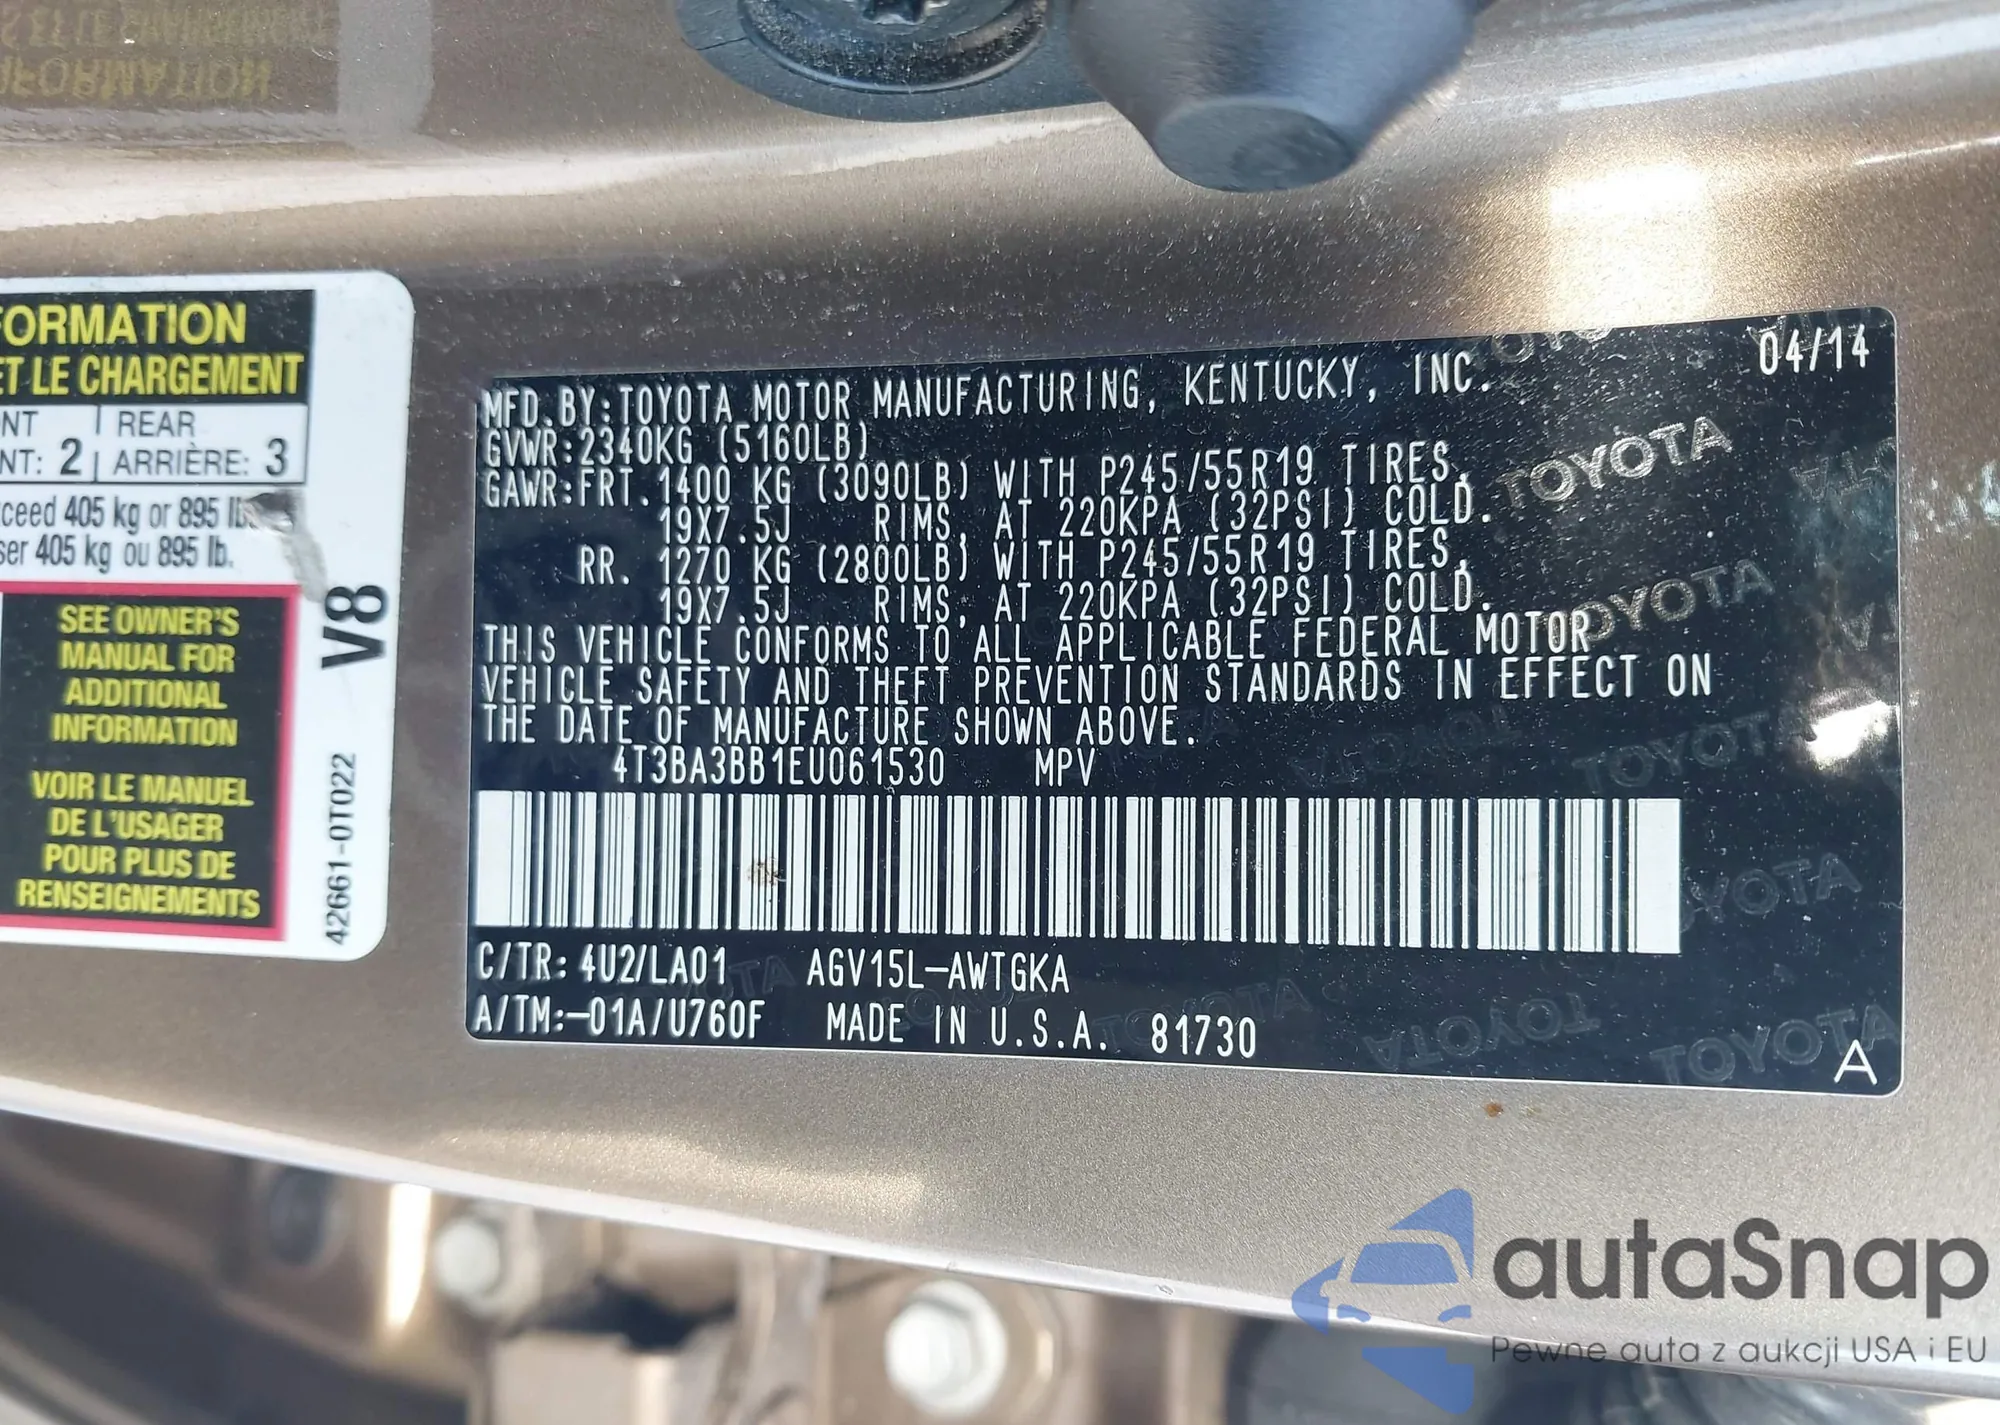 FORMATION
ET LE CHARGEMENT
REAR
NT: 2 ARRIÈRE: 3
ceed 405 kg or 895 lb.
ser 405 kg ou 895 lb.
SEE OWNER'S
MANUAL FOR
ADDITIONAL
INFORMATION
VOIR LE MANUEL
DE L'USAGER
POUR PLUS DE
RENSEIGNEMENTS
V8
42661-0T022
04/14
MFD.BY:TOYOTA MOTOR MANUFACTURING, KENTUCKY, INC.
GVWR:2340KG (5160LB)
GAWR:FRT.1400 KG (3090LB) WITH P245/55R19 TIRES,
19X7.5J RIMS, AT 220KPA (32PSI) COLD.
RR. 1270 KG (2800LB) WITH P245/55R19 TIRES,
19X7.5J RIMS, AT 220KPA (32PSI) COLD.
THIS VEHICLE CONFORMS TO ALL APPLICABLE FEDERAL MOTOR
VEHICLE SAFETY AND THEFT PREVENTION STANDARDS IN EFFECT ON
THE DATE OF MANUFACTURE SHOWN ABOVE.
4T3BA3BB1EU061530 MPV
C/TR: 4U2/LA01 AGV15L-AWTGKA
A/TM:-01A/U760F MADE IN U.S.A. 81730
A
TOYOTA
TOYOTA
TOYOTA
TOYOTA
TOYOTA
autaSnap
Pewne auta z aukcji USA i EU